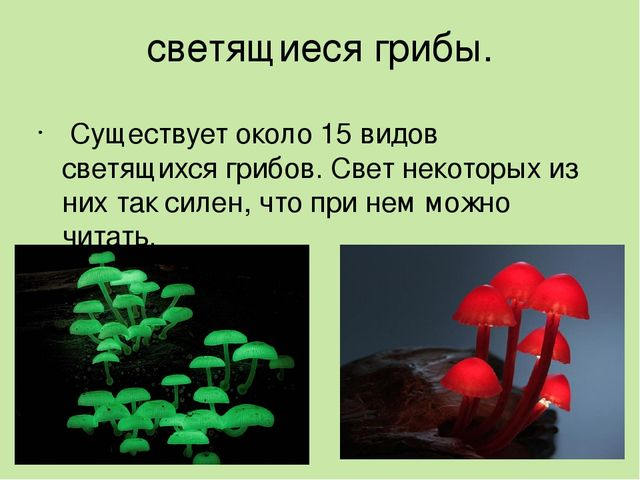 светящиеся грибы.
Существует около 15 видов
светящихся грибов. Свет некоторых из
них так силен, что при нем можно
читать.